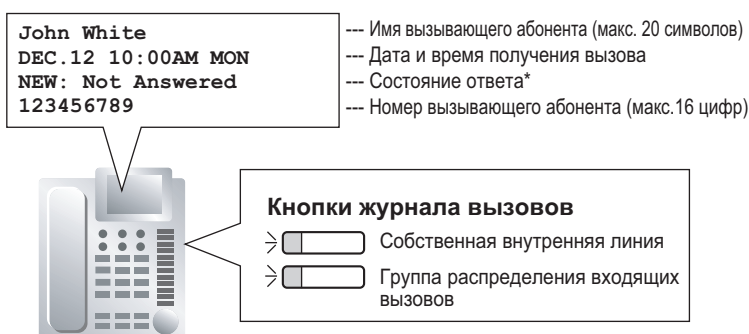 John White --- Имя вызывающего абонента (макс. 20 символов)
DEC.12 10:00AM MON --- Дата и время получения вызова
NEW: Not Answered --- Состояние ответа*
123456789 --- Номер вызывающего абонента (макс.16 цифр)
Кнопки журнала вызовов
Собственная внутренняя линия
Группа распределения входящих
вызовов